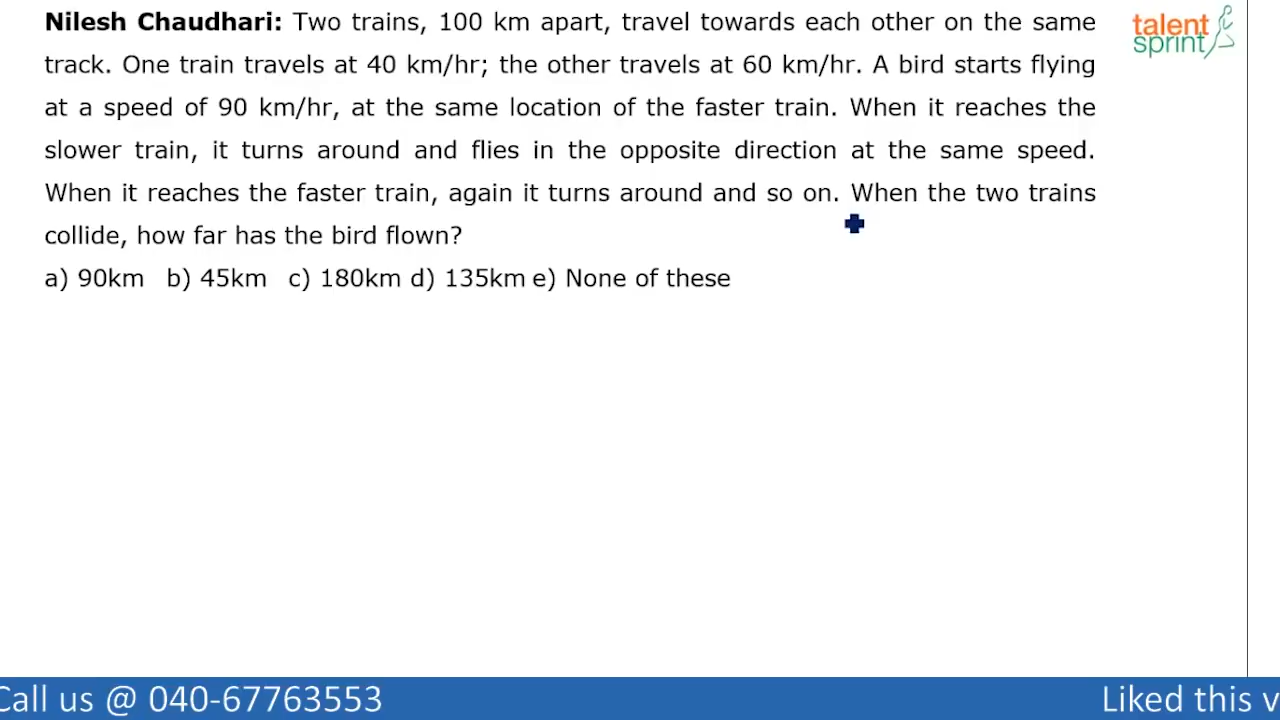 Nilesh Chaudhari: Two trains, 100 km apart, travel towards each other on the same
track. One train travels at 40 km/hr; the other travels at 60 km/hr. A bird starts flying
at a speed of 90 km/hr, at the same location of the faster train. When it reaches the
slower train, it turns around and flies in the opposite direction at the same speed.
When it reaches the faster train, again it turns around and so on. When the two trains
collide, how far has the bird flown?
a) 90km b) 45km c) 180km d) 135km e) None of these
talent
sprint
Call us @ 040-67763553
Liked this v